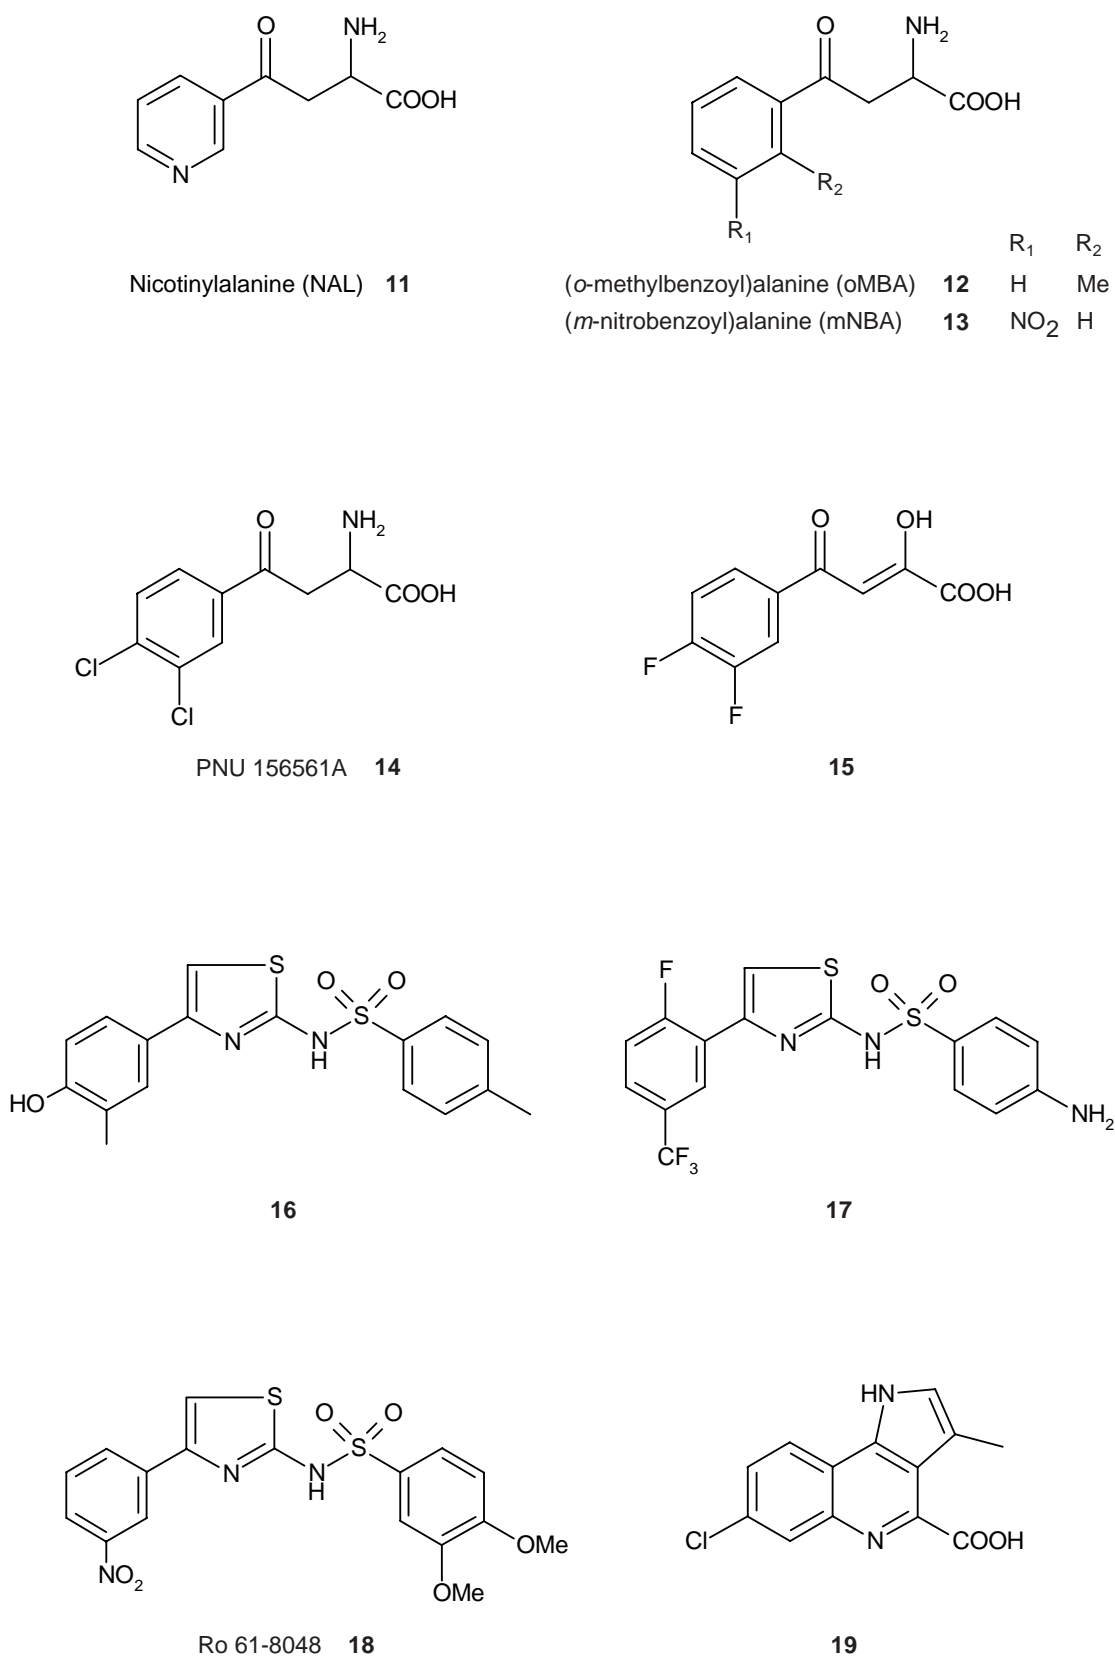 O NH2
COOH
N
O NH2
COOH
R2
R1
R1 R2
Nicotinylalanine (NAL) 11
(o-methylbenzoyl)alanine (oMBA) 12 H Me
(m-nitrobenzoyl)alanine (mNBA) 13 NO2 H
O NH2
COOH
Cl
Cl
O OH
COOH
F
F
PNU 156561A 14
15
S
O O
S
N
N
H
HO
F
S
O O
S
N
N
H
NH2
CF3
16
17
S
O O
S
N
N
H
OMe
NO2
OMe
HN
Cl
N
COOH
Ro 61-8048 18
19